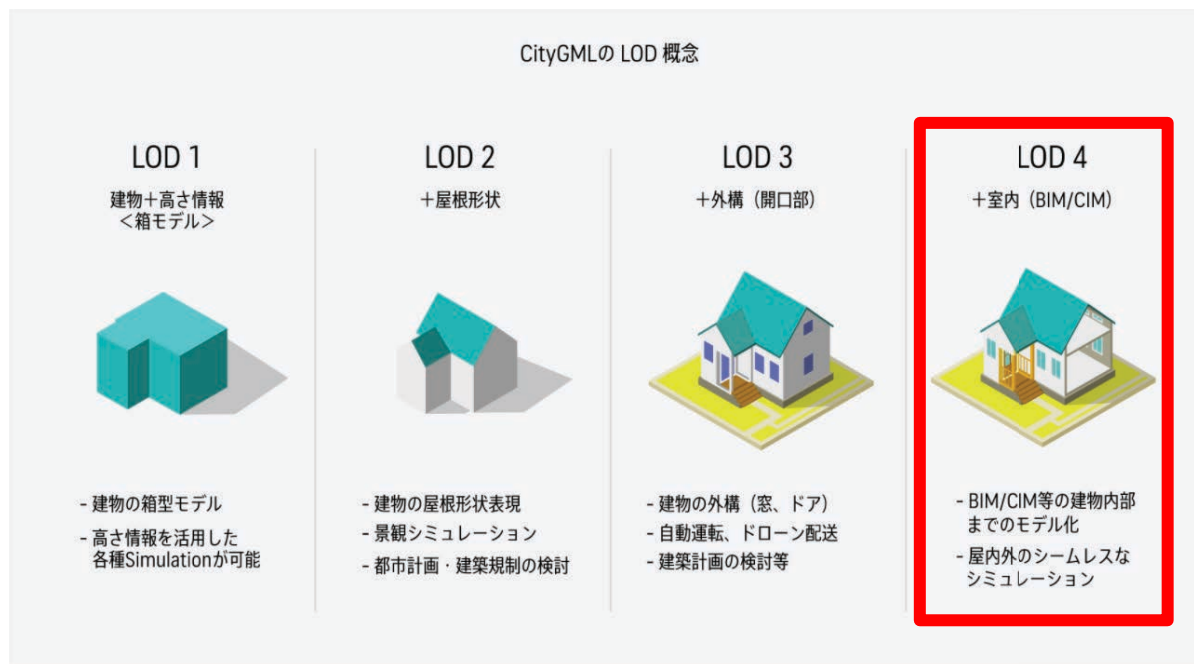 CityGMLの LOD 概念
LOD 1
建物＋高さ情報
＜箱モデル＞
- 建物の箱型モデル
- 高さ情報を活用した
各種Simulationが可能
LOD 2
＋屋根形状
- 建物の屋根形状表現
- 景観シミュレーション
- 都市計画・建築規制の検討
LOD 3
＋外構（開口部）
- 建物の外構（窓、ドア）
- 自動運転、ドローン配送
- 建築計画の検討等
LOD 4
＋室内（BIM/CIM）
- BIM/CIM等の建物内部
までのモデル化
- 屋内外のシームレスな
シミュレーション